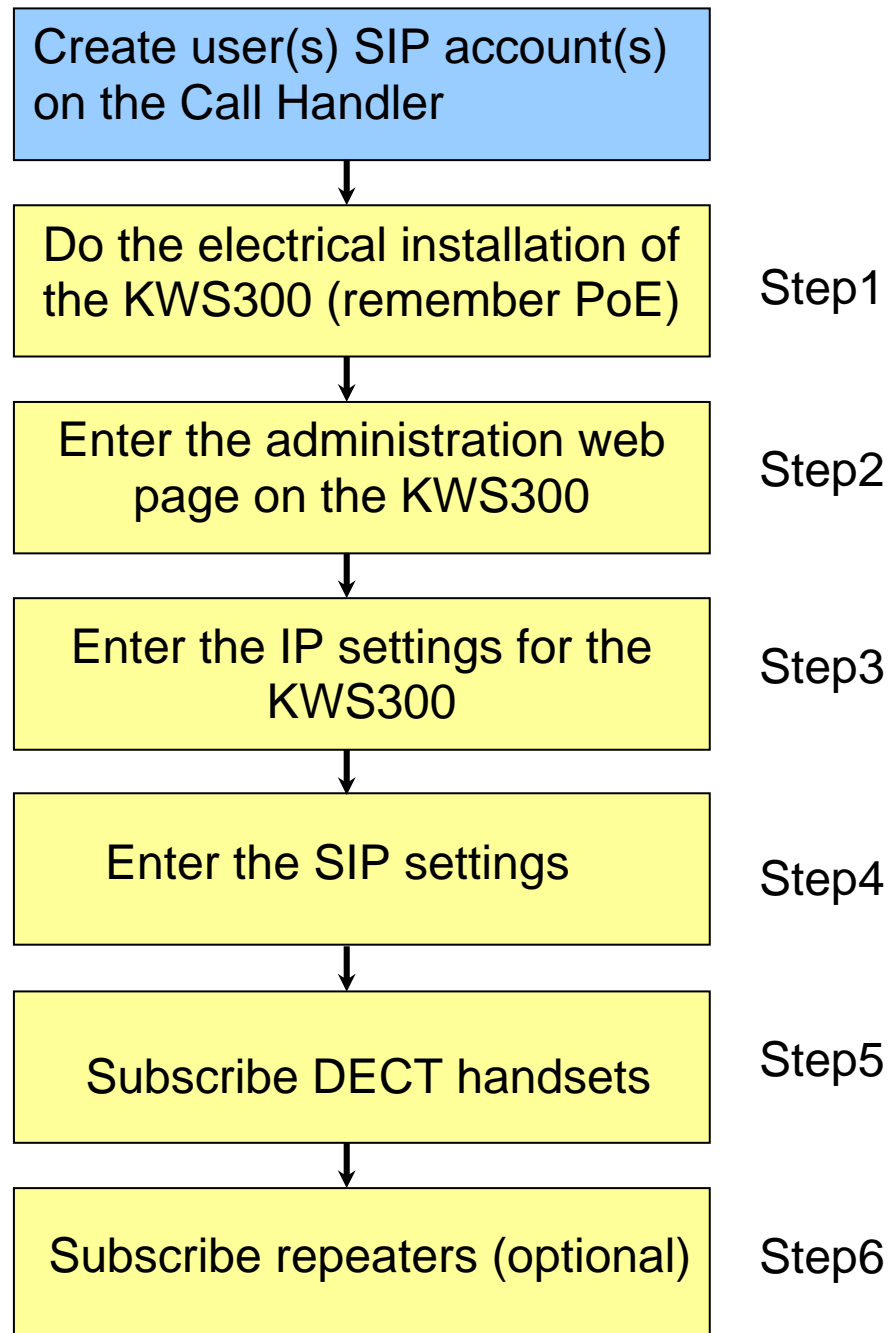 Create user(s) SIP account(s)
on the Call Handler
Do the electrical installation of
the KWS300 (remember PoE)
Step1
Enter the administration web
page on the KWS300
Step2
Enter the IP settings for the
KWS300
Step3
Enter the SIP settings
Step4
Subscribe DECT handsets
Step5
Subscribe repeaters (optional)
Step6